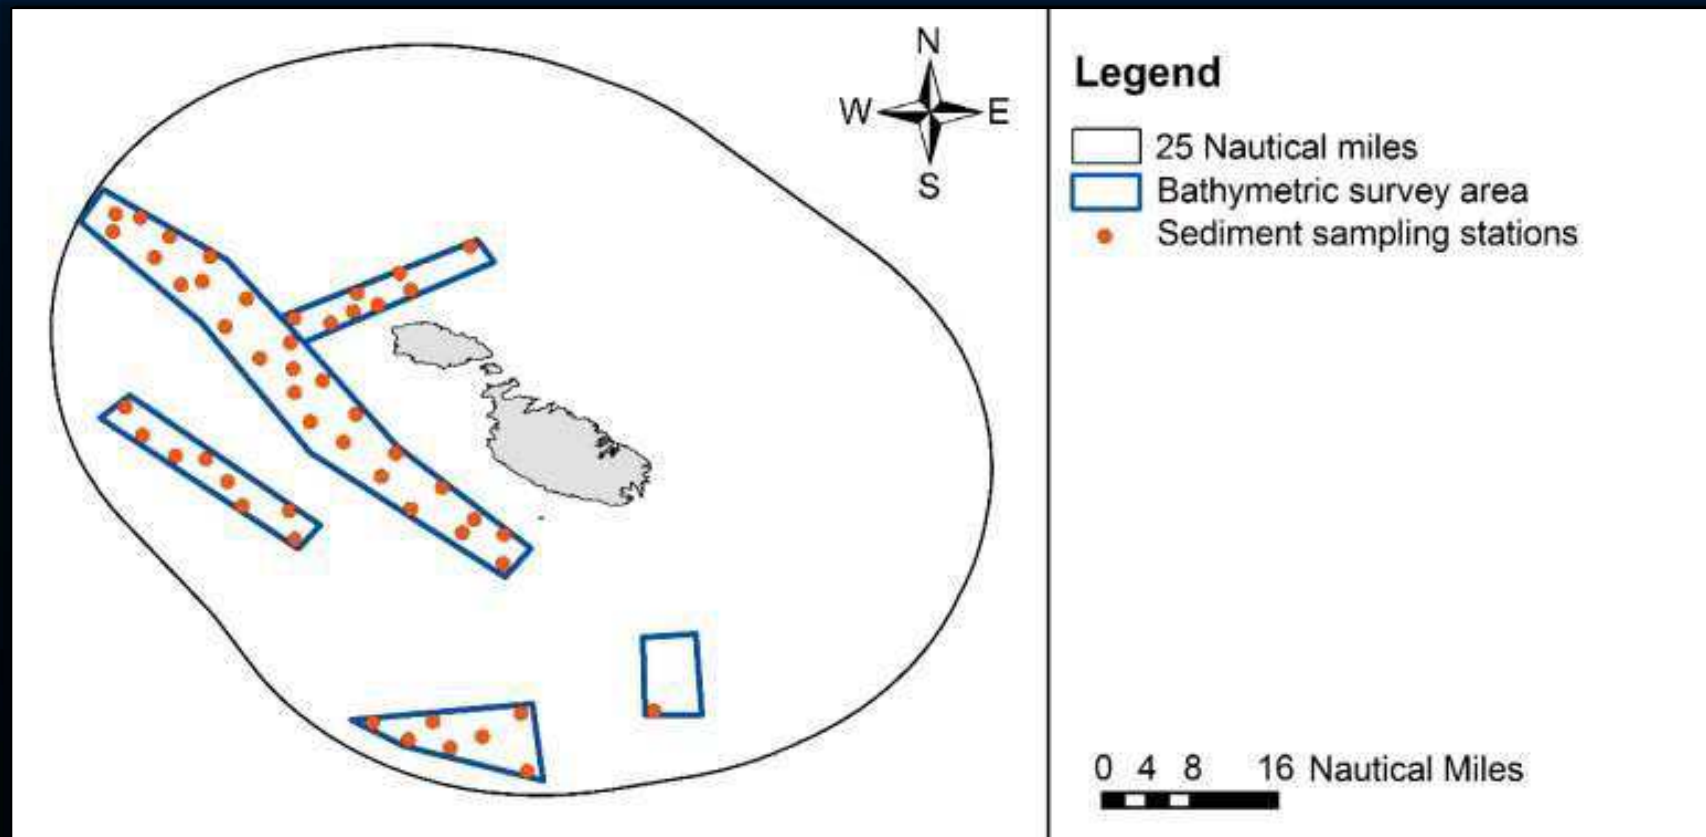 N
W E
S
Legend
25 Nautical miles
Bathymetric survey area
Sediment sampling stations
0 4 8 16 Nautical Miles